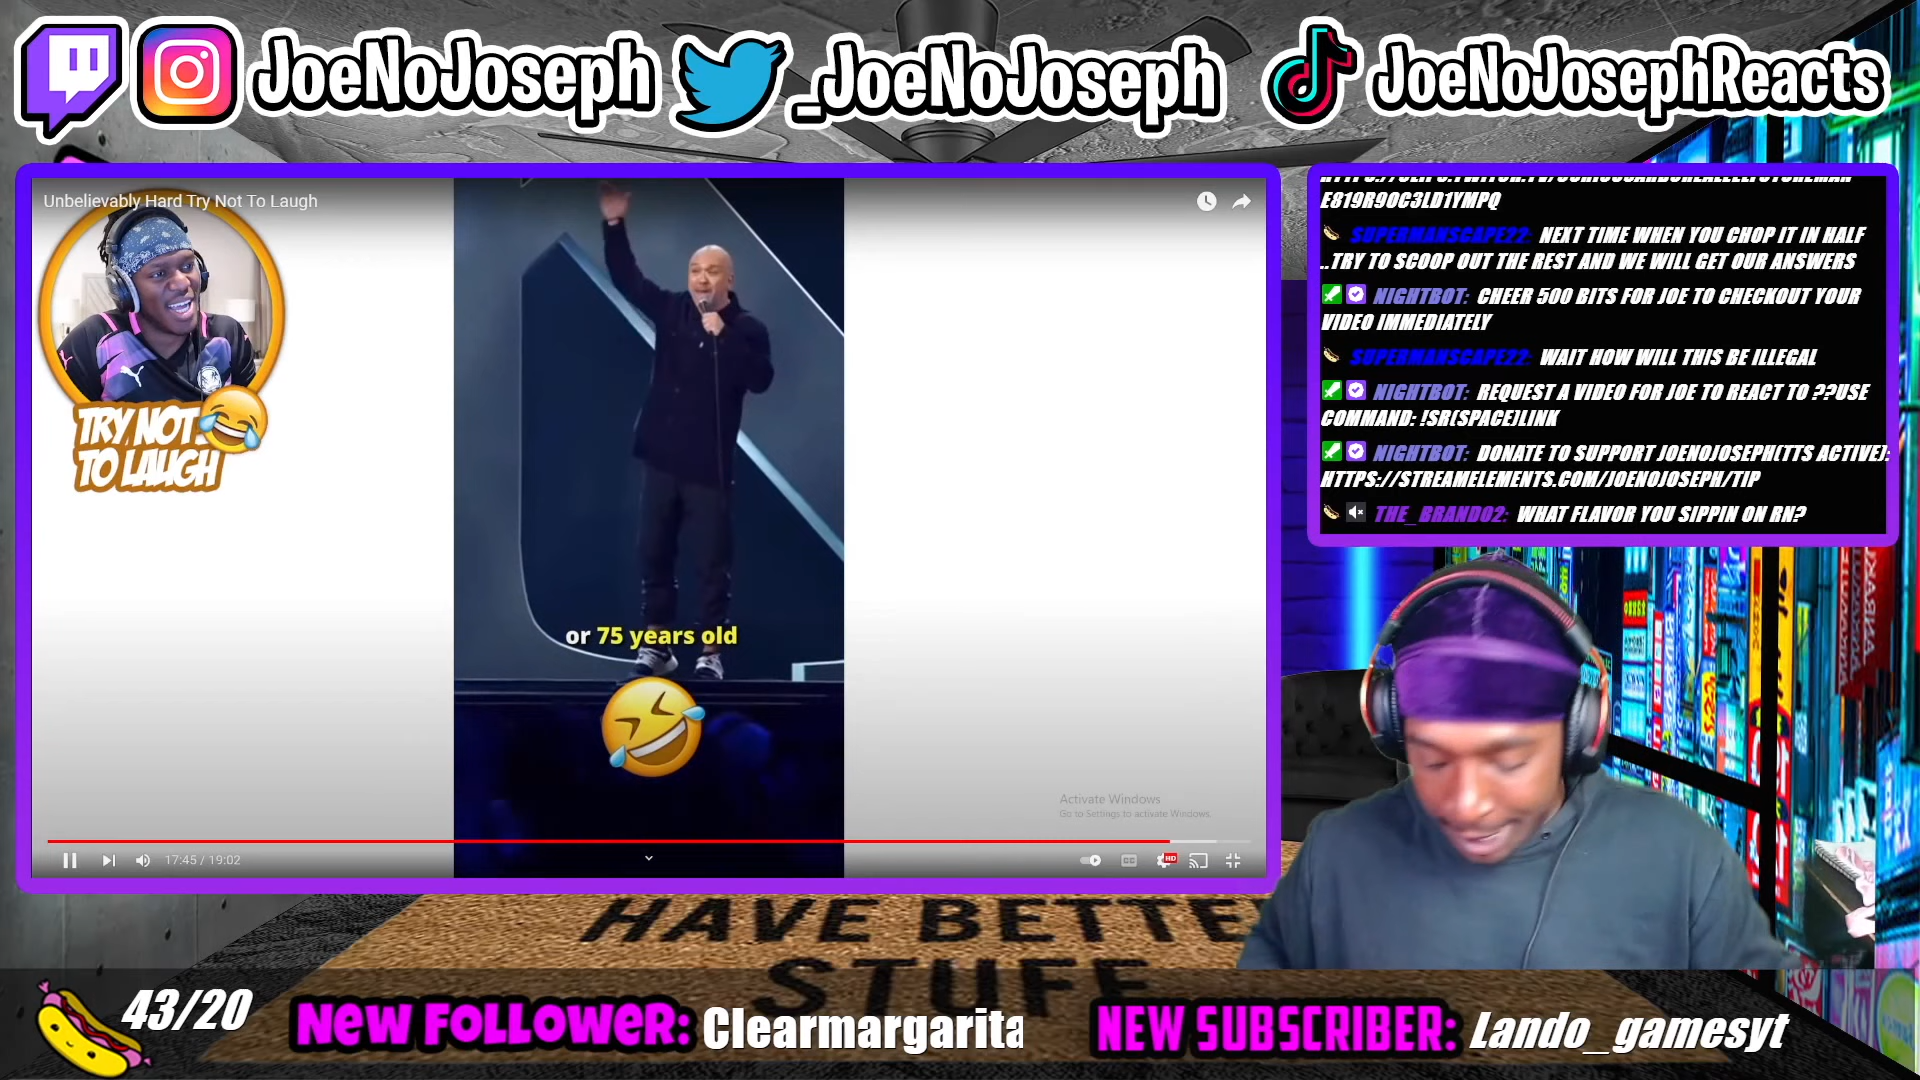 JoeNoJoseph
_JoeNoJoseph
JoeNoJosephReacts
Unbelievably Hard Try Not To Laugh
TRY NOT
TO LAUGH
or 75 years old
Activate Windows
Go to Settings to activate Windows.
17:45 / 19:02
CC
HD
E819R90C3LD1YMPQ
SUPERMANSCAPE22: NEXT TIME WHEN YOU CHOP IT IN HALF
..TRY TO SCOOP OUT THE REST AND WE WILL GET OUR ANSWERS
NIGHTBOT: CHEER 500 BITS FOR JOE TO CHECKOUT YOUR
VIDEO IMMEDIATELY
SUPERMANSCAPE22: WAIT HOW WILL THIS BE ILLEGAL
NIGHTBOT: REQUEST A VIDEO FOR JOE TO REACT TO ??USE
COMMAND: !SR(SPACE)LINK
NIGHTBOT: DONATE TO SUPPORT JOENOJOSEPH(TTS ACTIVE):
HTTPS://STREAMELEMENTS.COM/JOENOJOSEPH/TIP
THE_BRANDO2: WHAT FLAVOR YOU SIPPIN ON RN?
HAVE BETTE
STUFF
43/20
NEW FOLLOWER: Clearmargarita
NEW SUBSCRIBER: Lando_gamesyt